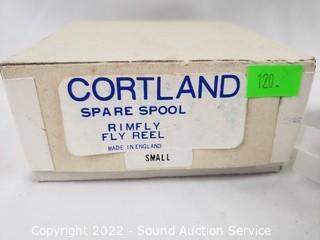 CORTLAND
120.
SPARE SPOOL
RIMFLY
FLY REEL
MADE IN ENGLAND
SMALL
Copyright 2022 - Sound Auction Service